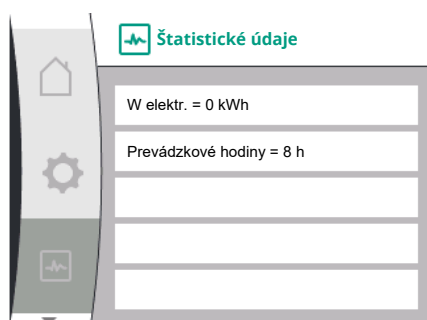 Štatistické údaje
W elektr. = 0 kWh
Prevádzkové hodiny = 8 h